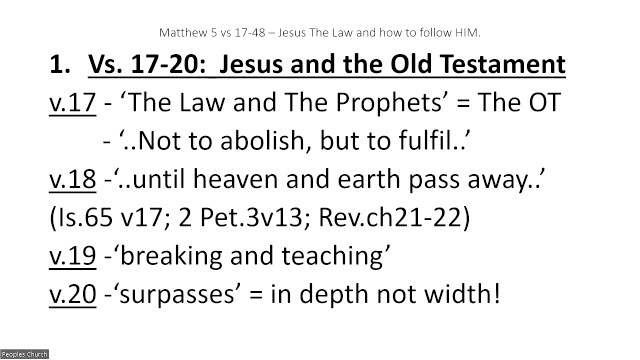 Matthew 5 vs 17-48 – Jesus The Law and how to follow HIM.
1. Vs. 17-20: Jesus and the Old Testament
v.17 - ‘The Law and The Prophets’ = The OT
- ‘..Not to abolish, but to fulfil..’
v.18 -‘..until heaven and earth pass away..’
(Is.65 v17; 2 Pet.3v13; Rev.ch21-22)
v.19 -‘breaking and teaching’
v.20 -‘surpasses’ = in depth not width!
Peoples Church